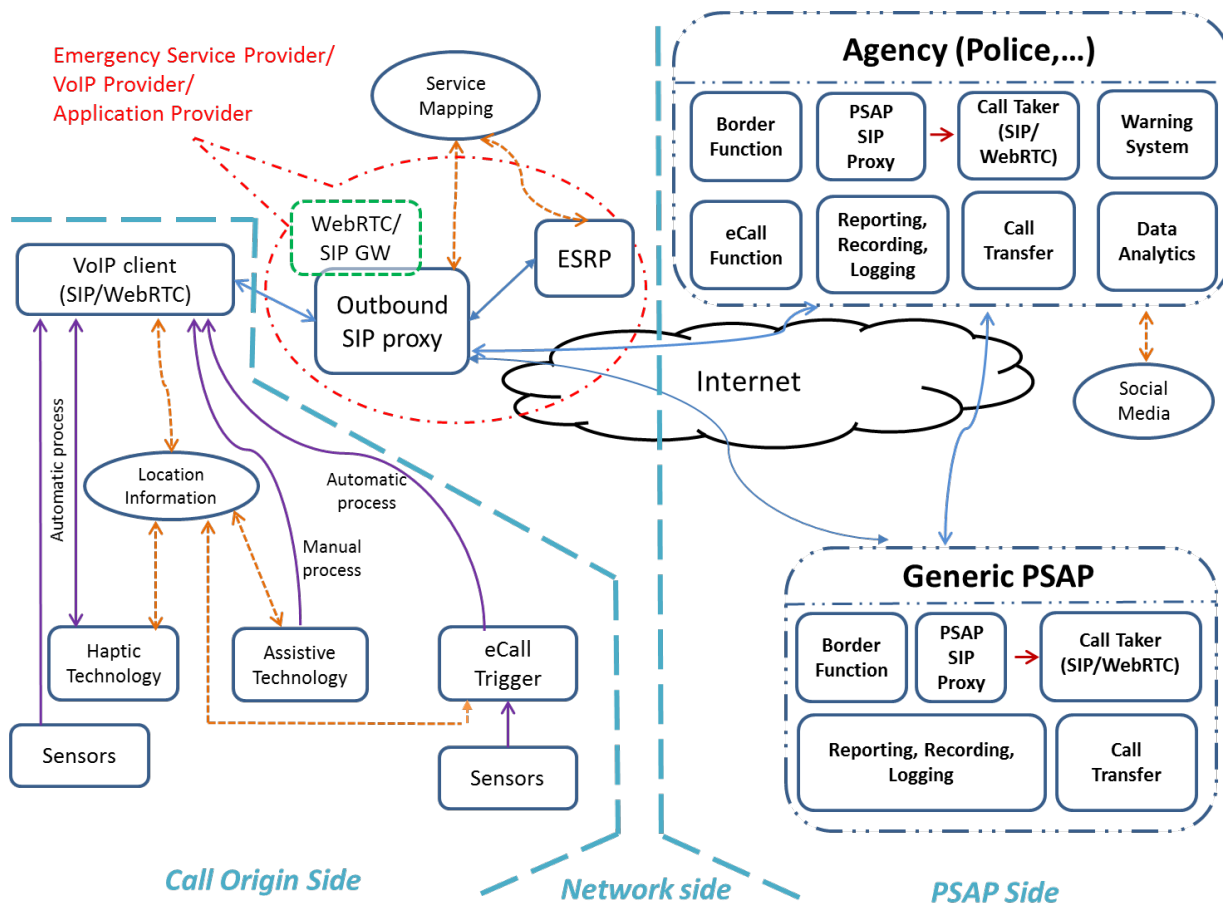 Emergency Service Provider/
VoIP Provider/
Application Provider
Service
Mapping
WebRTC/
SIP GW
ESRP
Outbound
SIP proxy
VoIP client
(SIP/WebRTC)
Automatic process
Location
Information
Automatic
process
Manual
process
Haptic
Technology
Assistive
Technology
eCall
Trigger
Sensors
Sensors
Call Origin Side
Internet
Network side
Agency (Police,...)
Border
Function
PSAP
SIP
Proxy
Call Taker
(SIP/
WebRTC)
Warning
System
eCall
Function
Reporting,
Recording,
Logging
Call
Transfer
Data
Analytics
Social
Media
Generic PSAP
Border
Function
PSAP
SIP
Proxy
Call Taker
(SIP/WebRTC)
Reporting, Recording,
Logging
Call
Transfer
PSAP Side